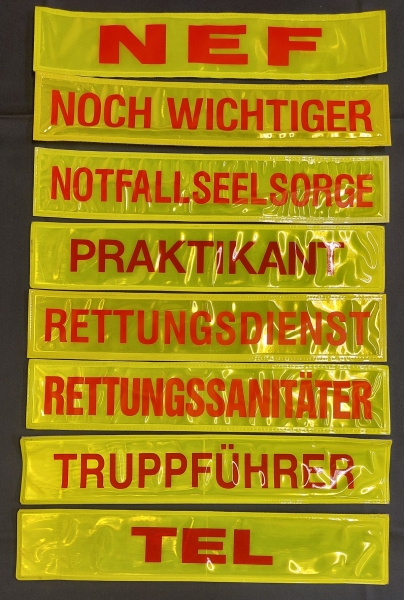 NEF
NOCH WICHTIGER
NOTFALLSEELSORGE
PRAKTIKANT
RETTUNGSDIENST
RETTUNGSSANITÄTER
TRUPPFÜHRER
TEL